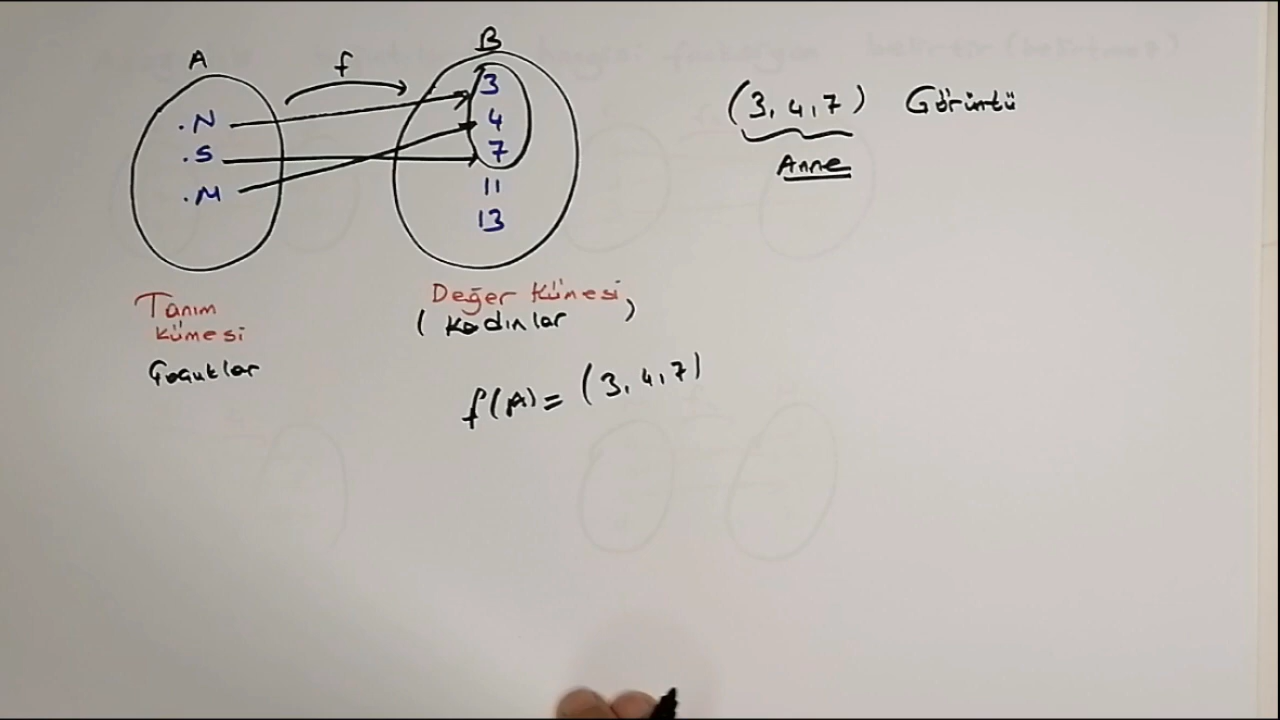 A
f
B
. N
. S
. M
3
4
7
11
13
(3, 4, 7) Görüntü
Anne
Tanım
kümesi
Çocuklar
Değer Kümesi
(Kadınlar)
f(A) = (3, 4, 7)